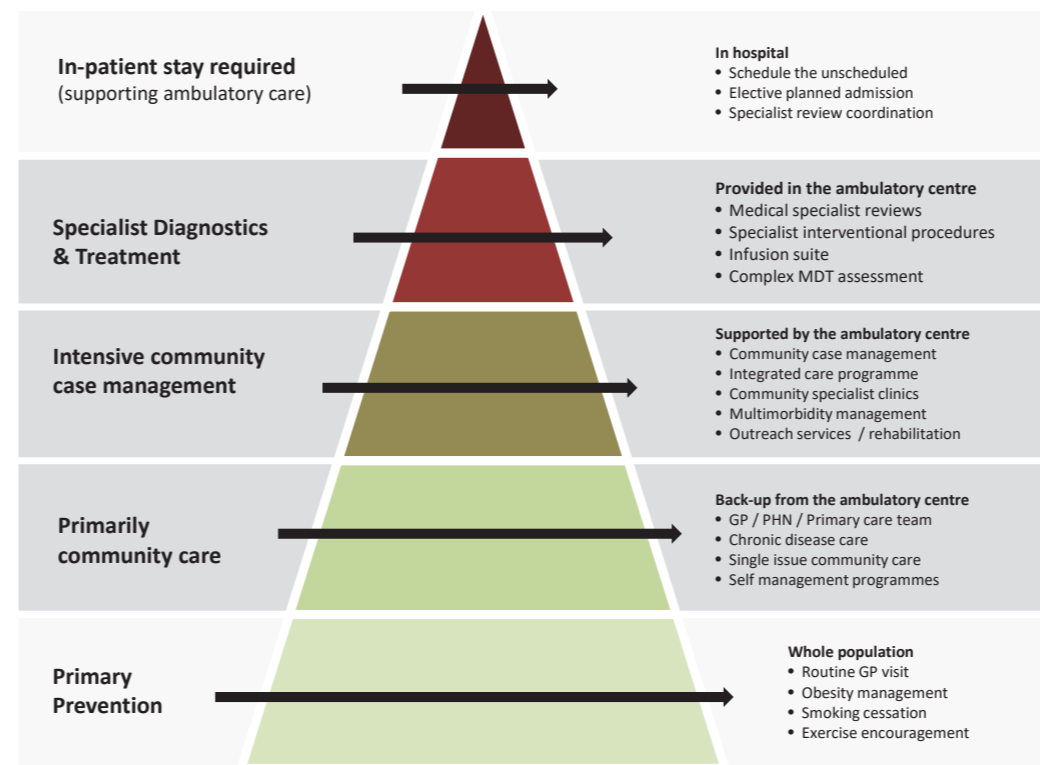 In-patient stay required
(supporting ambulatory care)
In hospital
• Schedule the unscheduled
• Elective planned admission
• Specialist review coordination
Specialist Diagnostics
& Treatment
Provided in the ambulatory centre
• Medical specialist reviews
• Specialist interventional procedures
• Infusion suite
• Complex MDT assessment
Intensive community
case management
Supported by the ambulatory centre
• Community case management
• Integrated care programme
• Community specialist clinics
• Multimorbidity management
• Outreach services / rehabilitation
Primarily
community care
Back-up from the ambulatory centre
• GP / PHN / Primary care team
• Chronic disease care
• Single issue community care
• Self management programmes
Primary
Prevention
Whole population
• Routine GP visit
• Obesity management
• Smoking cessation
• Exercise encouragement